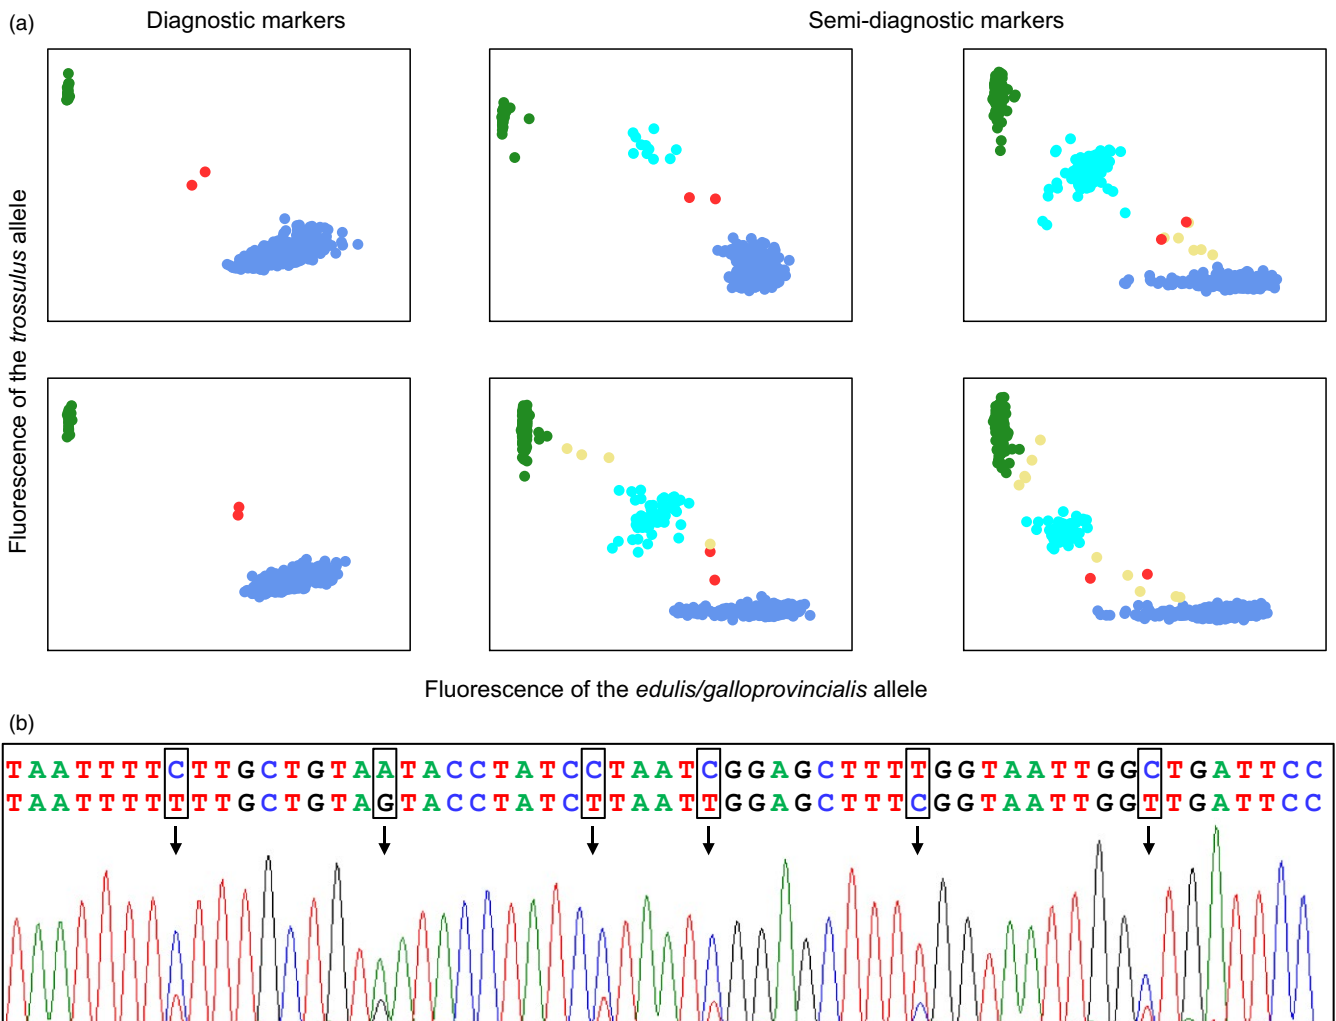 (a)
Diagnostic markers
Semi-diagnostic markers
Fluorescence of the trossulus allele
Fluorescence of the edulis/galloprovincialis allele
(b)
TAATTTTCTTGCTGTAATACCTATCCTAATCGGAGCTTTTGGTAATTGGCTGATTCC
TAATTTTTTTGCTGTAGTACCTATCTTAATTGGAGCTTTCGGTAATTGGTTGATTCC